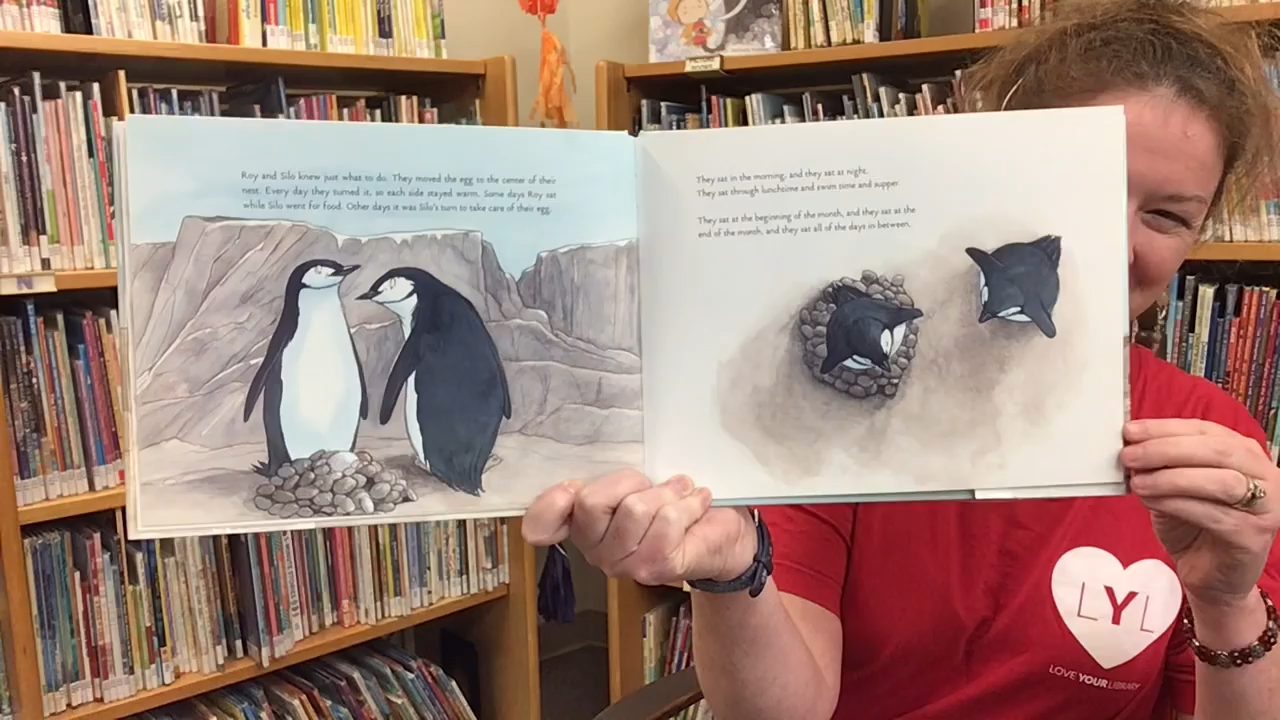 PICTURE
BOOKS
Roy and Silo knew just what to do. They moved the egg to the center of their
nest. Every day they turned it, so each side stayed warm. Some days Roy sat
while Silo went for food. Other days it was Silo's turn to take care of their egg.
They sat in the morning, and they sat at night.
They sat through lunchtime and swim time and supper.
They sat at the beginning of the month, and they sat at the
end of the month, and they sat all of the days in between.
N
LYL
LOVE YOUR LIBRARY